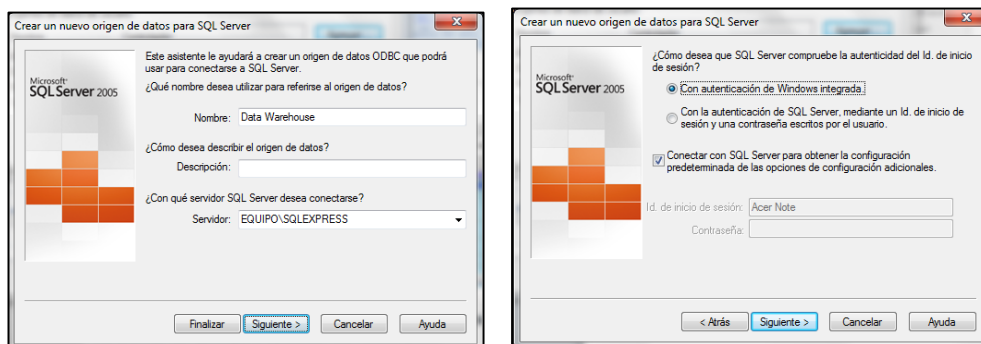 Crear un nuevo origen de datos para SQL Server
Microsoft
SQL Server 2005
Este asistente le ayudará a crear un origen de datos ODBC que podrá
usar para conectarse a SQL Server.
¿Qué nombre desea utilizar para referirse al origen de datos?
Nombre: Data Warehouse
¿Cómo desea describir el origen de datos?
Descripción:
¿Con qué servidor SQL Server desea conectarse?
Servidor: EQUIPO\SQLEXPRESS
Finalizar Siguiente > Cancelar Ayuda
Crear un nuevo origen de datos para SQL Server
Microsoft
SQL Server 2005
¿Cómo desea que SQL Server compruebe la autenticidad del Id. de inicio
de sesión?
Con autenticación de Windows integrada.
Con la autenticación de SQL Server, mediante un Id. de inicio de
sesión y una contraseña escritos por el usuario.
Conectar con SQL Server para obtener la configuración
predeterminada de las opciones de configuración adicionales.
Id. de inicio de sesión: Acer Note
Contraseña:
< Atrás Siguiente > Cancelar Ayuda